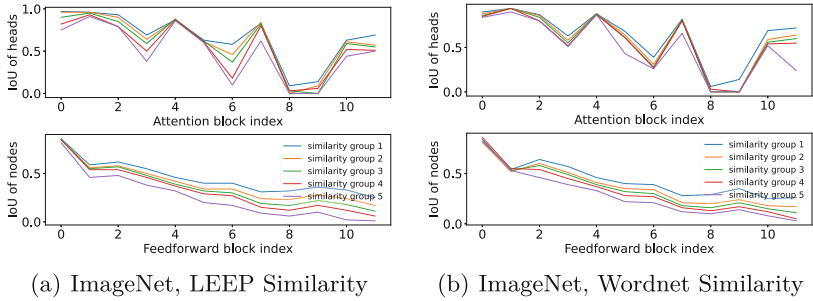 1.0
0.5
0.0
IoU of heads
0 2 4 6 8 10
Attention block index
0.5
0.0
IoU of nodes
similarity group 1
similarity group 2
similarity group 3
similarity group 4
similarity group 5
0 2 4 6 8 10
Feedforward block index
(a) ImageNet, LEEP Similarity
0.5
0.0
IoU of heads
0 2 4 6 8 10
Attention block index
0.5
0.0
IoU of nodes
similarity group 1
similarity group 2
similarity group 3
similarity group 4
similarity group 5
0 2 4 6 8 10
Feedforward block index
(b) ImageNet, Wordnet Similarity